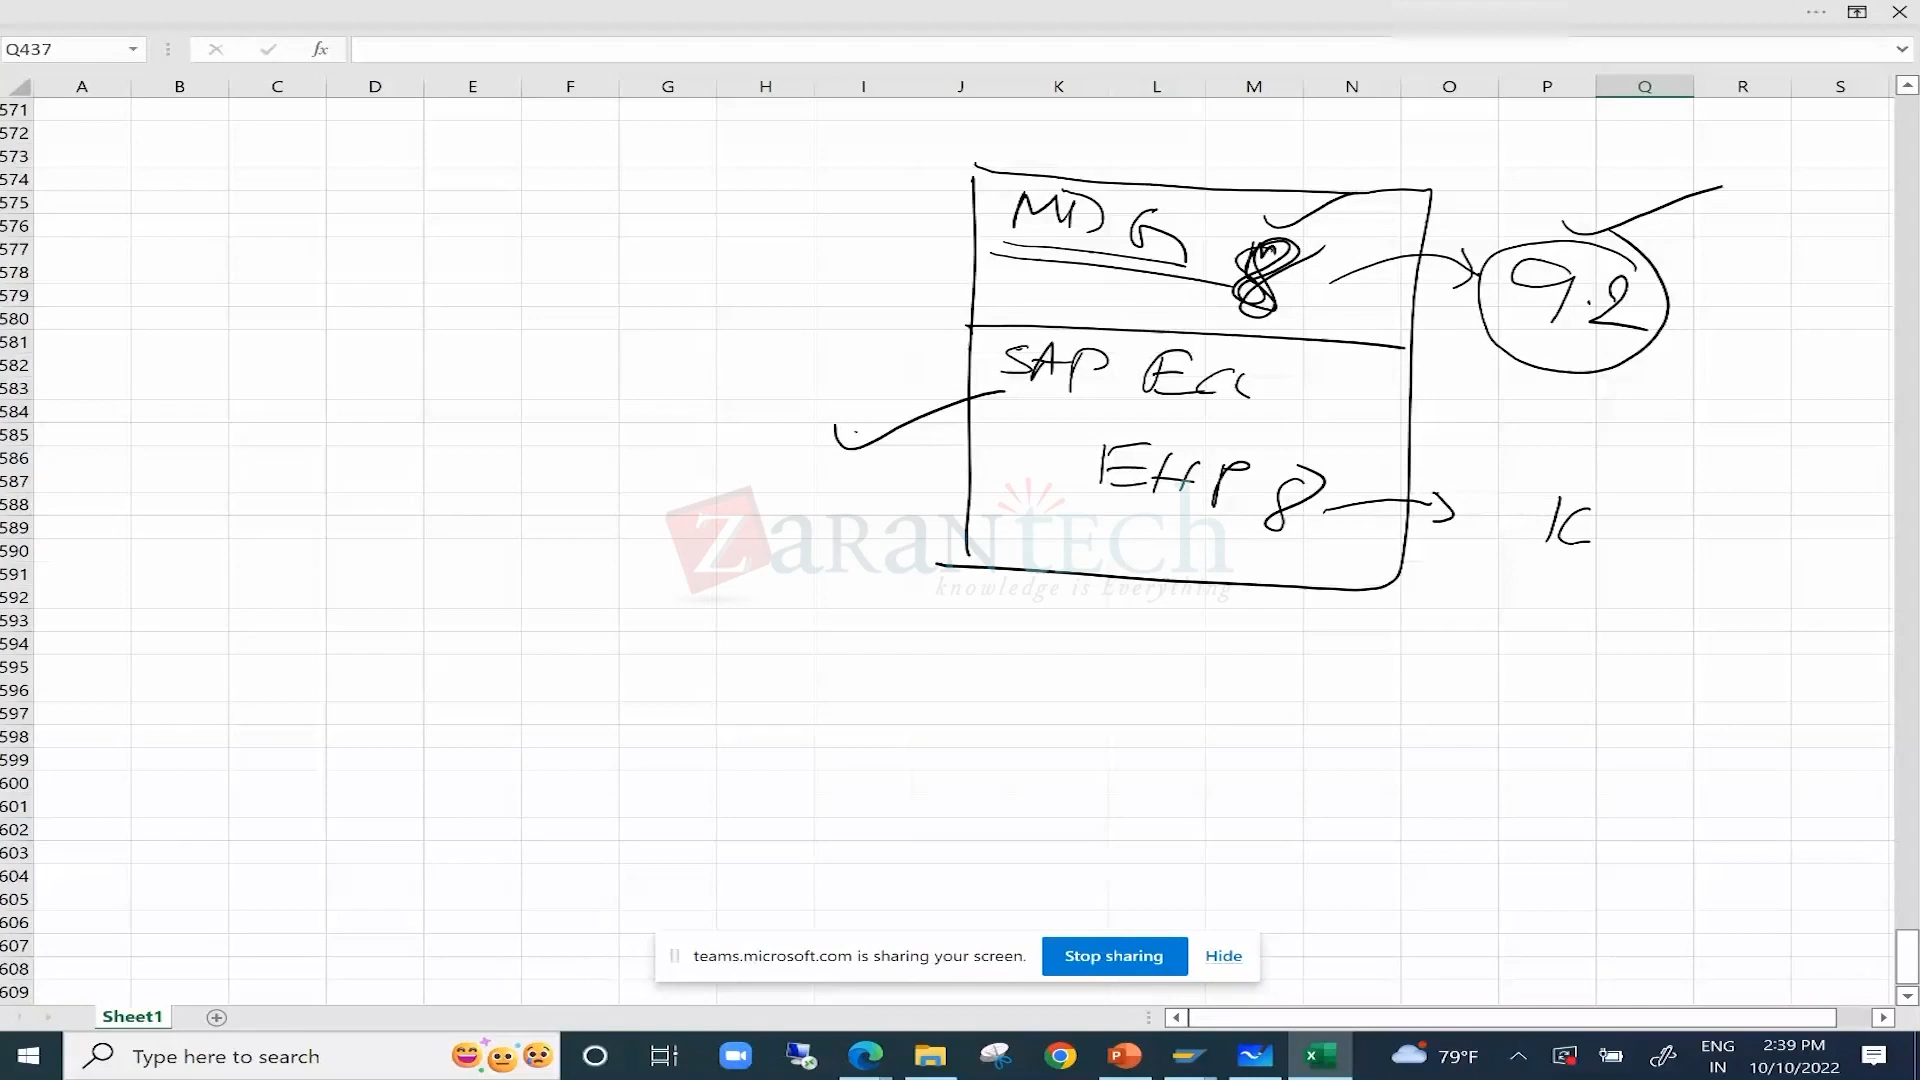 Q437
fx
A B C D E F G H I J K L M N O P Q R S
571
572
573
574
575
576
577
578
579
580
581
582
583
584
585
586
587
588
589
590
591
592
593
594
595
596
597
598
599
600
601
602
603
604
605
606
607
608
609
MDG 8
9.2
SAP Ecc
EHP 8
ZaranTech
knowledge is Everything
teams.microsoft.com is sharing your screen. Stop sharing Hide
Sheet1
Type here to search
79°F
ENG
IN
2:39 PM
10/10/2022